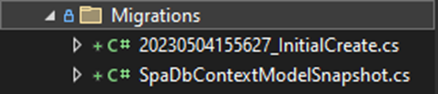 Migrations
+ C# 20230504155627_InitialCreate.cs
+ C# SpaDbContextModelSnapshot.cs